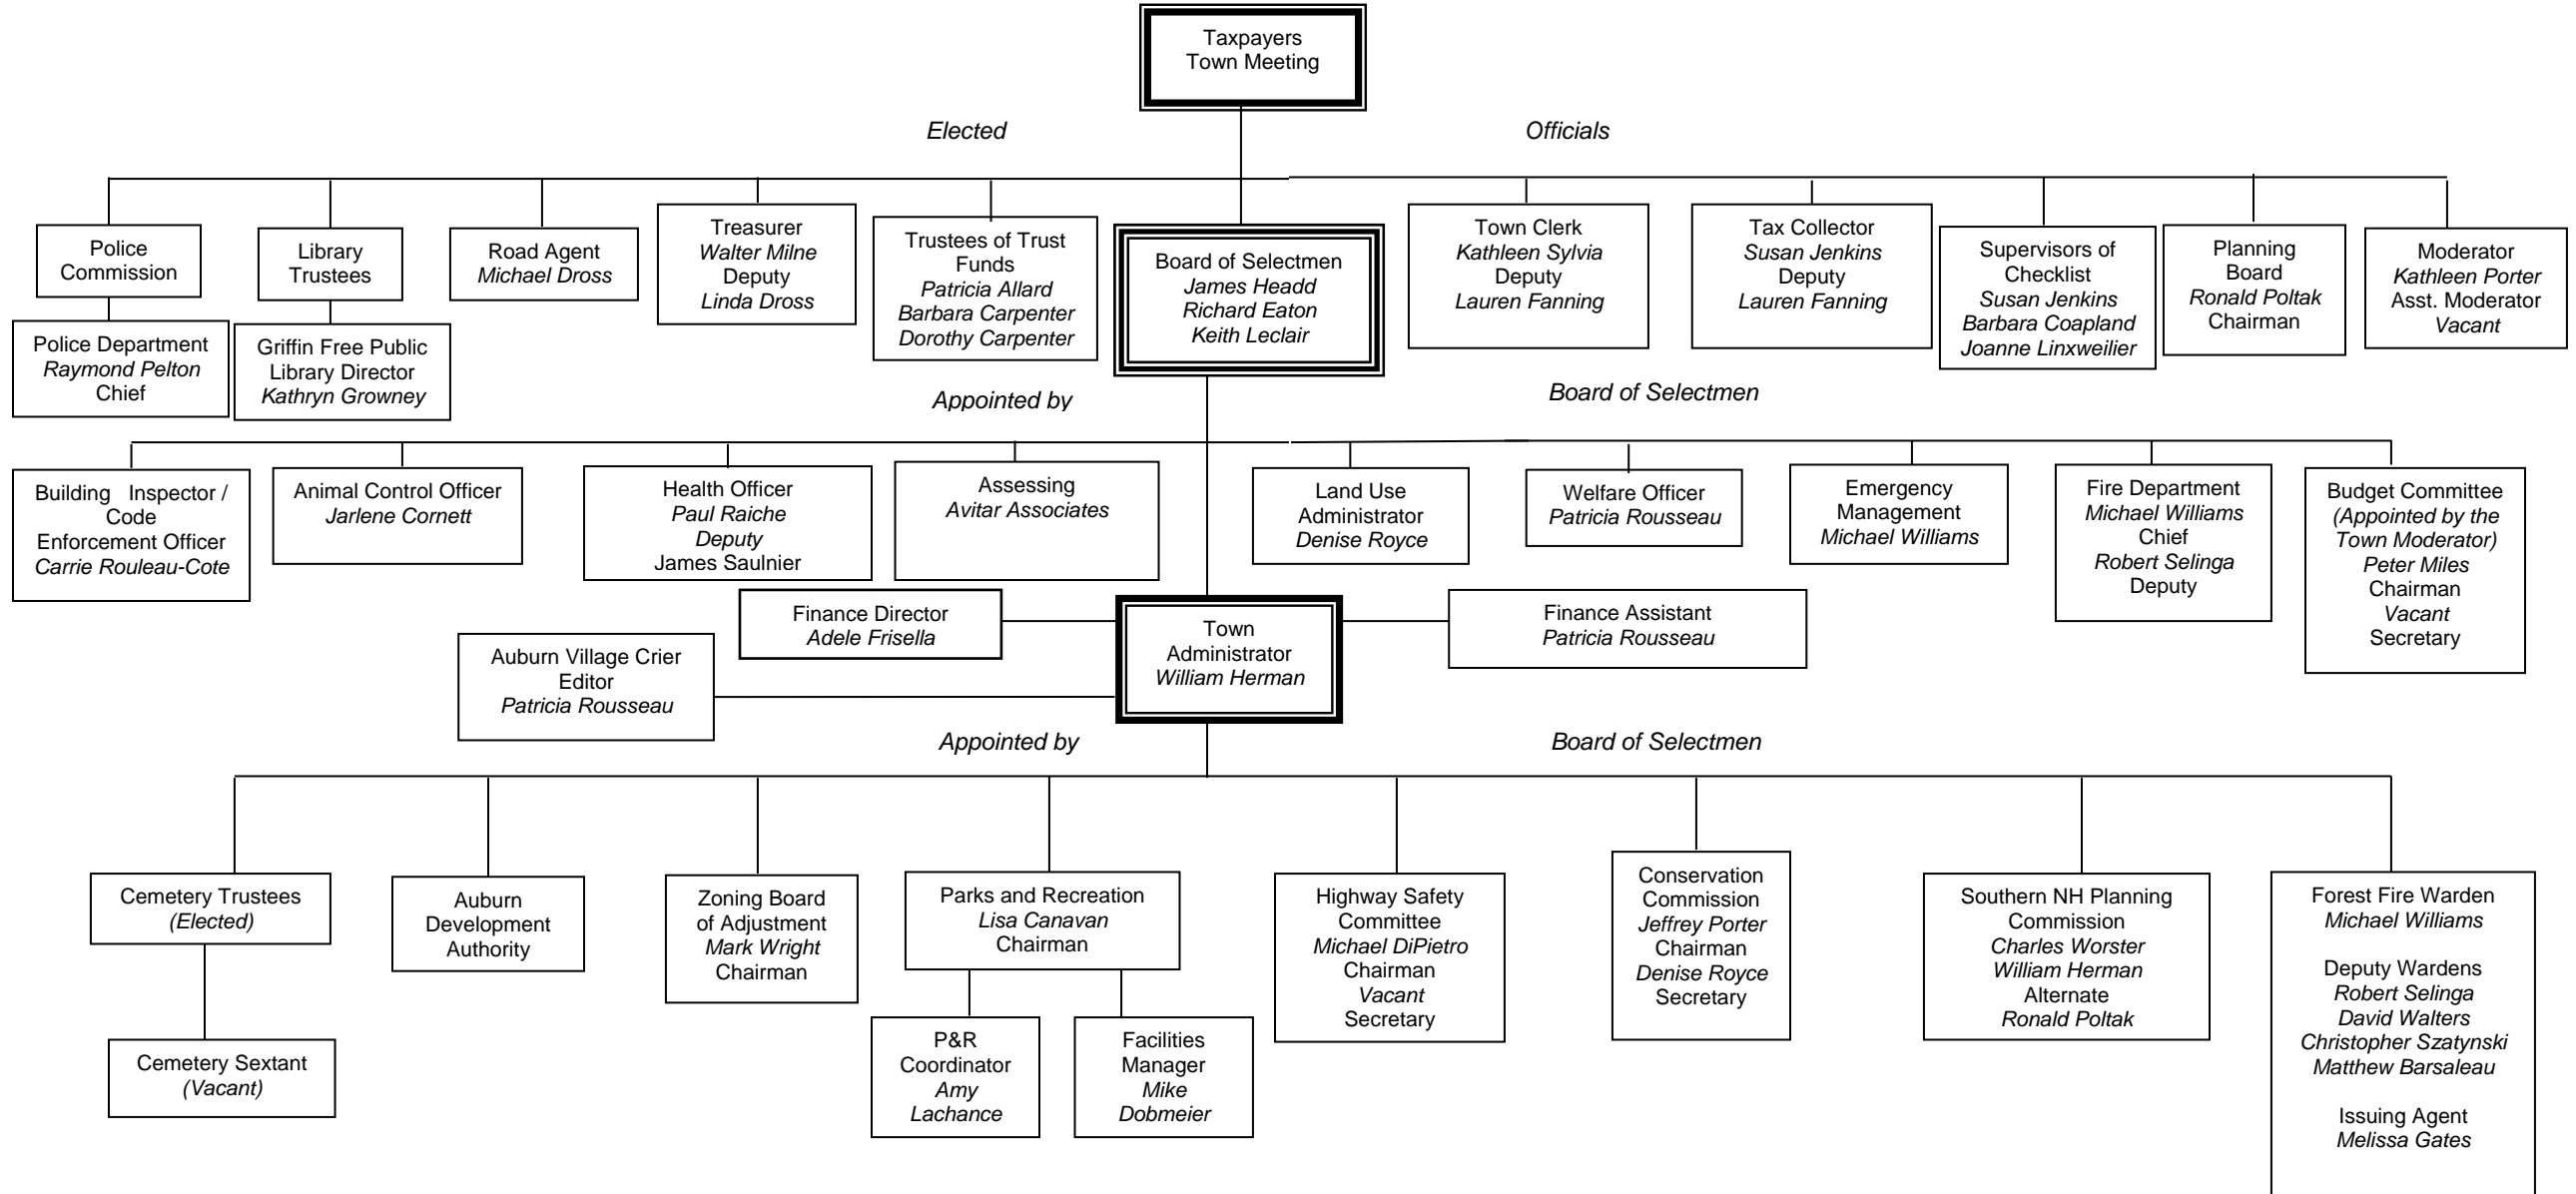 Taxpayers
Town Meeting
Elected
Officials
Police
Commission
Library
Trustees
Road Agent
Michael Dross
Treasurer
Walter Milne
Deputy
Linda Dross
Trustees of Trust
Funds
Patricia Allard
Barbara Carpenter
Dorothy Carpenter
Board of Selectmen
James Headd
Richard Eaton
Keith Leclair
Town Clerk
Kathleen Sylvia
Deputy
Lauren Fanning
Tax Collector
Susan Jenkins
Deputy
Lauren Fanning
Supervisors of
Checklist
Susan Jenkins
Barbara Coapland
Joanne Linxweilier
Planning
Board
Ronald Poltak
Chairman
Moderator
Kathleen Porter
Asst. Moderator
Vacant
Police Department
Raymond Pelton
Chief
Griffin Free Public
Library Director
Kathryn Growney
Appointed by
Board of Selectmen
Building Inspector /
Code
Enforcement Officer
Carrie Rouleau-Cote
Animal Control Officer
Jarlene Cornett
Health Officer
Paul Raiche
Deputy
James Saulnier
Assessing
Avitar Associates
Land Use
Administrator
Denise Royce
Welfare Officer
Patricia Rousseau
Emergency
Management
Michael Williams
Fire Department
Michael Williams
Chief
Robert Selinga
Deputy
Budget Committee
(Appointed by the
Town Moderator)
Peter Miles
Chairman
Vacant
Secretary
Finance Director
Adele Frisella
Town
Administrator
William Herman
Finance Assistant
Patricia Rousseau
Auburn Village Crier
Editor
Patricia Rousseau
Appointed by
Board of Selectmen
Cemetery Trustees
(Elected)
Auburn
Development
Authority
Zoning Board
of Adjustment
Mark Wright
Chairman
Parks and Recreation
Lisa Canavan
Chairman
Highway Safety
Committee
Michael DiPietro
Chairman
Vacant
Secretary
Conservation
Commission
Jeffrey Porter
Chairman
Denise Royce
Secretary
Southern NH Planning
Commission
Charles Worster
William Herman
Alternate
Ronald Poltak
Forest Fire Warden
Michael Williams
Deputy Wardens
Robert Selinga
David Walters
Christopher Szatynski
Matthew Barsaleau
Issuing Agent
Melissa Gates
Cemetery Sextant
(Vacant)
P&R
Coordinator
Amy
Lachance
Facilities
Manager
Mike
Dobmeier